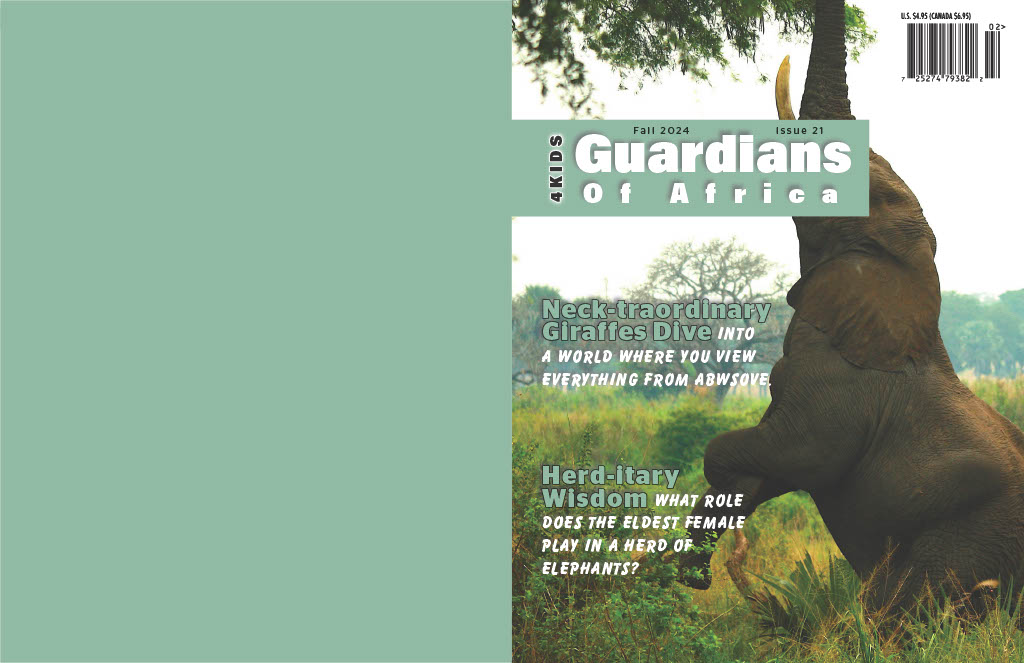 U.S. $4.95 (CANADA $6.95)
02>
7 25274 79382 2
Fall 2024 Issue 21
4KIDS
Guardians
Of Africa
Neck-traordinary
Giraffes Dive INTO
A WORLD WHERE YOU VIEW
EVERYTHING FROM ABWSOVE.
Herd-itary
Wisdom WHAT ROLE
DOES THE ELDEST FEMALE
PLAY IN A HERD OF
ELEPHANTS?